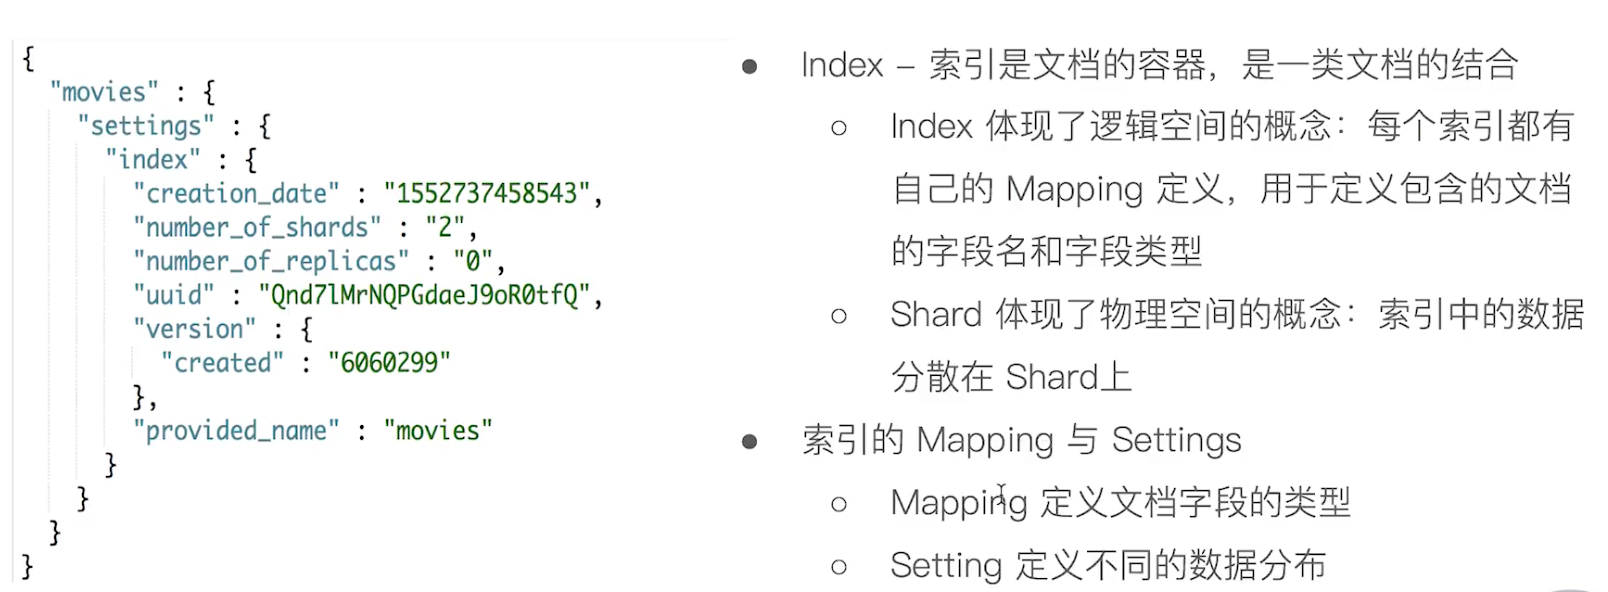 {
"movies" : {
"settings" : {
"index" : {
"creation_date" : "1552737458543",
"number_of_shards" : "2",
"number_of_replicas" : "0",
"uuid" : "Qnd7lMrNQPGdaeJ9oR0tfQ",
"version" : {
"created" : "6060299"
},
"provided_name" : "movies"
}
}
}
}
● Index – 索引是文档的容器，是一类文档的结合
○ Index 体现了逻辑空间的概念：每个索引都有
自己的 Mapping 定义，用于定义包含的文档
的字段名和字段类型
○ Shard 体现了物理空间的概念：索引中的数据
分散在 Shard上
● 索引的 Mapping 与 Settings
○ Mapping 定义文档字段的类型
○ Setting 定义不同的数据分布